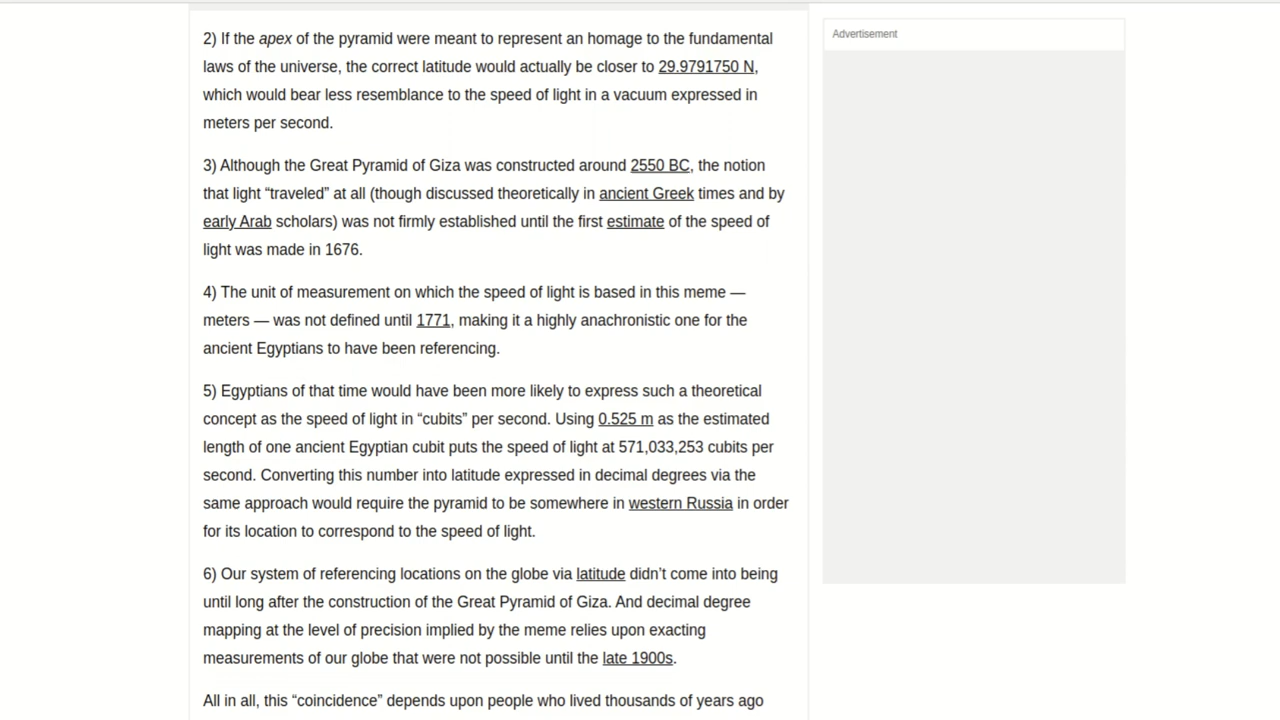 2) If the apex of the pyramid were meant to represent an homage to the fundamental
laws of the universe, the correct latitude would actually be closer to 29.9791750 N,
which would bear less resemblance to the speed of light in a vacuum expressed in
meters per second.
3) Although the Great Pyramid of Giza was constructed around 2550 BC, the notion
that light “traveled” at all (though discussed theoretically in ancient Greek times and by
early Arab scholars) was not firmly established until the first estimate of the speed of
light was made in 1676.
4) The unit of measurement on which the speed of light is based in this meme —
meters — was not defined until 1771, making it a highly anachronistic one for the
ancient Egyptians to have been referencing.
5) Egyptians of that time would have been more likely to express such a theoretical
concept as the speed of light in “cubits” per second. Using 0.525 m as the estimated
length of one ancient Egyptian cubit puts the speed of light at 571,033,253 cubits per
second. Converting this number into latitude expressed in decimal degrees via the
same approach would require the pyramid to be somewhere in western Russia in order
for its location to correspond to the speed of light.
6) Our system of referencing locations on the globe via latitude didn’t come into being
until long after the construction of the Great Pyramid of Giza. And decimal degree
mapping at the level of precision implied by the meme relies upon exacting
measurements of our globe that were not possible until the late 1900s.
All in all, this “coincidence” depends upon people who lived thousands of years ago
Advertisement